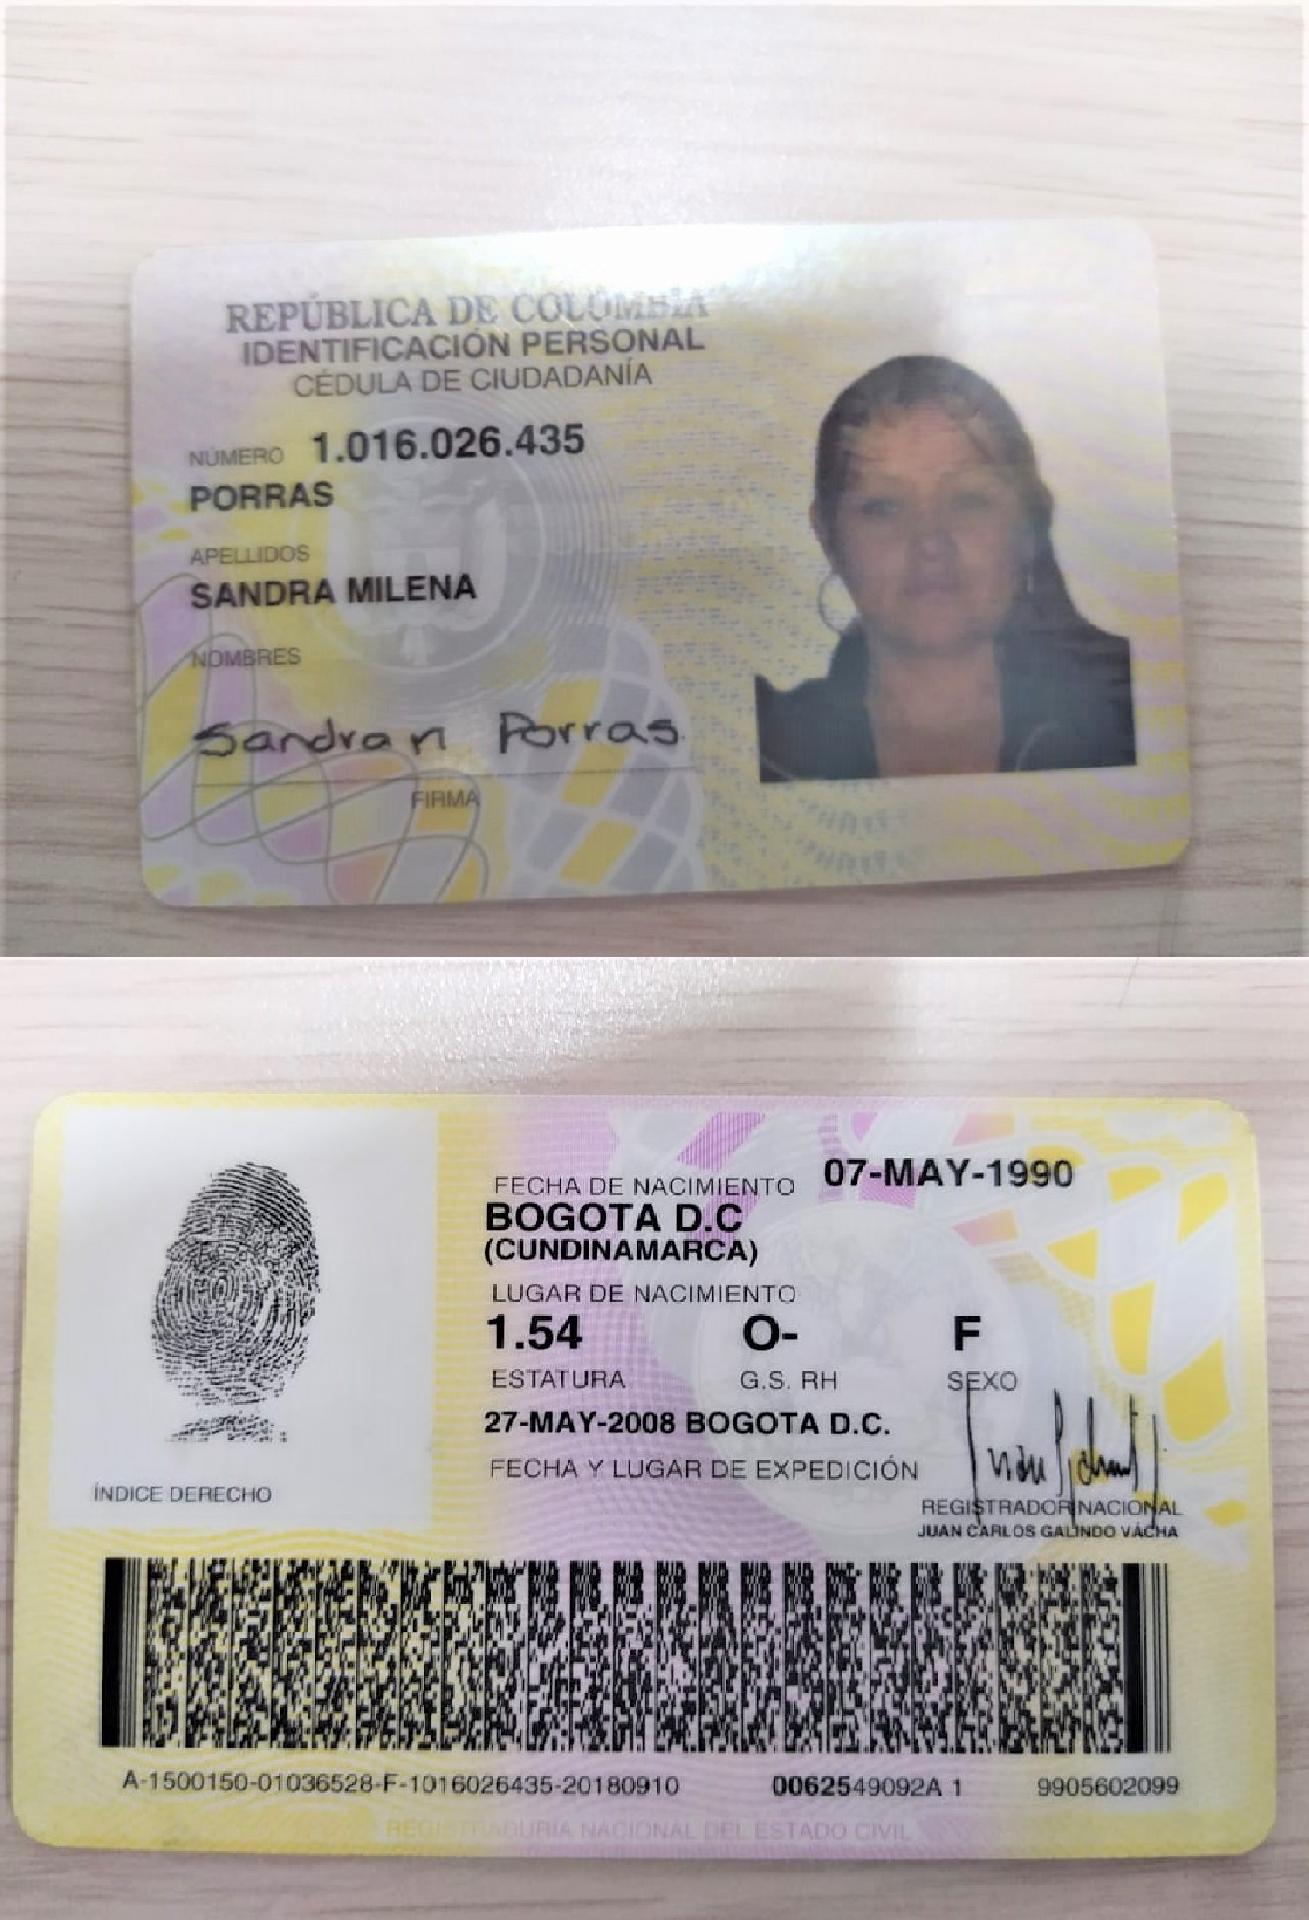 REPÚBLICA DE COLOMBIA
IDENTIFICACIÓN PERSONAL
CÉDULA DE CIUDADANÍA
NÚMERO 1.016.026.435
PORRAS
APELLIDOS
SANDRA MILENA
NOMBRES
Sandra n Porras
FIRMA
FECHA DE NACIMIENTO 07-MAY-1990
BOGOTA D.C
(CUNDINAMARCA)
LUGAR DE NACIMIENTO
1.54 O- F
ESTATURA G.S. RH SEXO
27-MAY-2008 BOGOTA D.C.
FECHA Y LUGAR DE EXPEDICIÓN
ÍNDICE DERECHO
REGISTRADOR NACIONAL
JUAN CARLOS GALINDO VÁCHA
A-1500150-01036528-F-1016026435-20180910 0062549092A 1 9905602099
REGISTRADURIA NACIONAL DEL ESTADO CIVIL